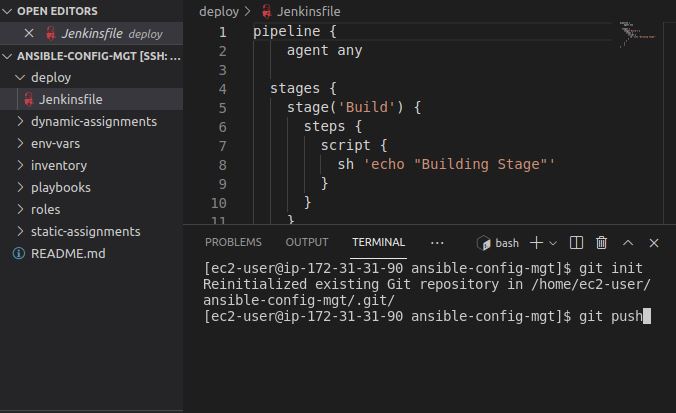 OPEN EDITORS
Jenkinsfile deploy
ANSIBLE-CONFIG-MGT [SSH: ...
deploy
Jenkinsfile
dynamic-assignments
env-vars
inventory
playbooks
roles
static-assignments
README.md
deploy > Jenkinsfile
1 pipeline {
2 agent any
3
4 stages {
5 stage('Build') {
6 steps {
7 script {
8 sh 'echo "Building Stage"'
9 }
10 }
11 }
PROBLEMS OUTPUT TERMINAL ... bash
[ec2-user@ip-172-31-31-90 ansible-config-mgt]$ git init
Reinitialized existing Git repository in /home/ec2-user/
ansible-config-mgt/.git/
[ec2-user@ip-172-31-31-90 ansible-config-mgt]$ git push